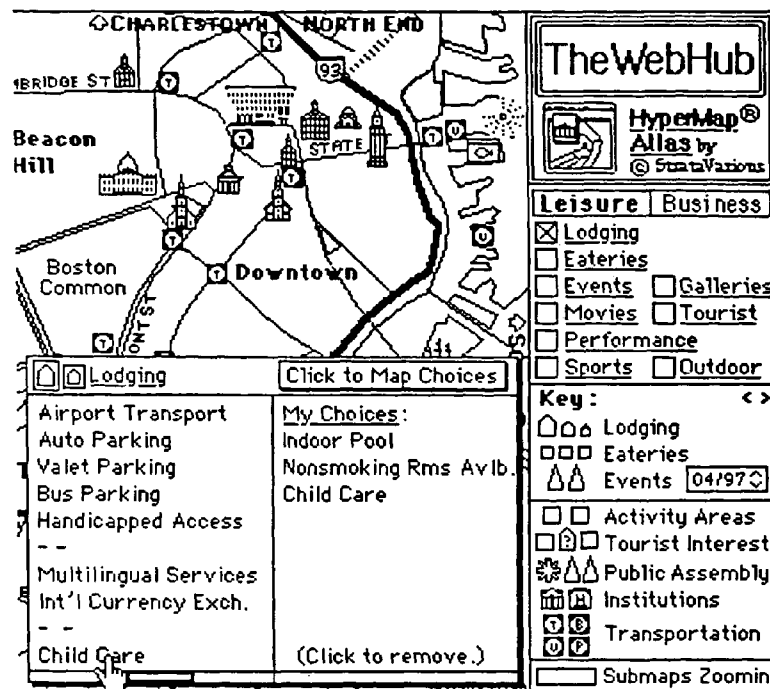 CHARLESTOWN NORTH END
93
MBRIDGE ST
T
Beacon
Hill
STATE
T U
Boston
Common
Downtown
ONT ST
TheWebHub
HyperMap®
Atlas by
© StrataVarious
Leisure Business
Lodging
Eateries
Events Galleries
Movies Tourist
Performance
Sports Outdoor
Key: < >
Lodging
Eateries
Events 04/97
Activity Areas
? Tourist Interest
Public Assembly
H Institutions
T B
U P
Transportation
Submaps Zoomin
Lodging
Click to Map Choices
Airport Transport
Auto Parking
Valet Parking
Bus Parking
Handicapped Access
- -
Multilingual Services
Int'l Currency Exch.
- -
Child Care
My Choices:
Indoor Pool
Nonsmoking Rms Avlb.
Child Care
(Click to remove.)